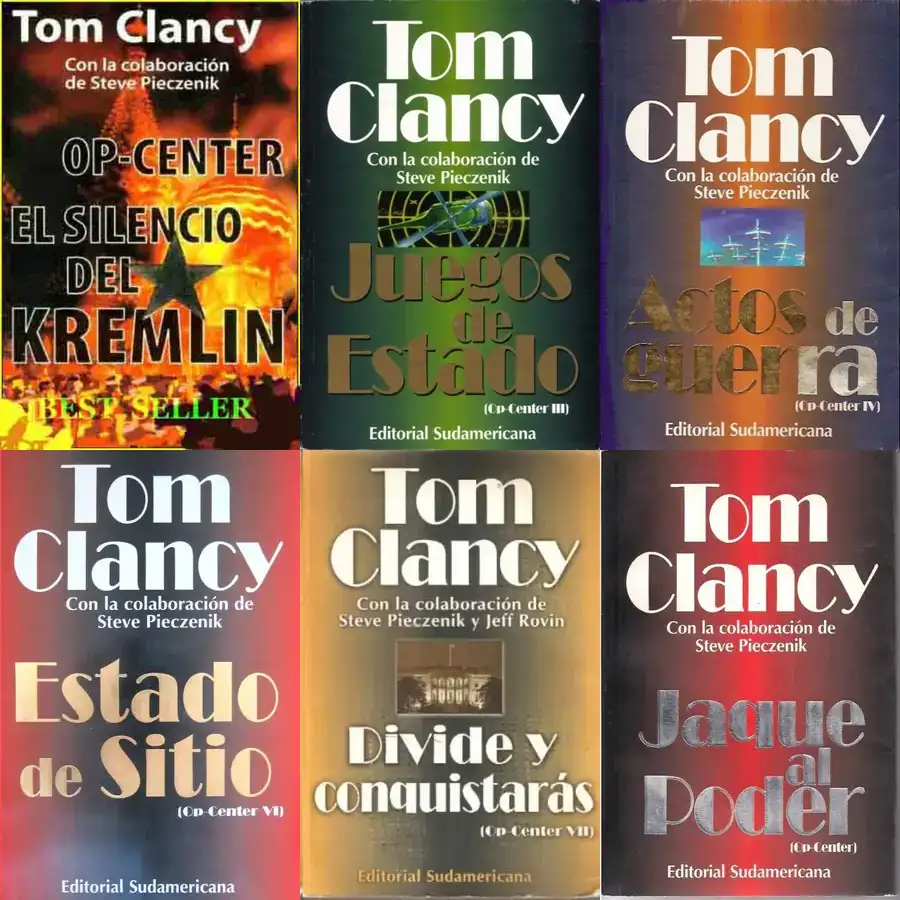 Tom Clancy
Con la colaboración
de Steve Pieczenik
OP-CENTER
EL SILENCIO
DEL
KREMLIN
BEST SELLER
Tom
Clancy
Con la colaboración de
Steve Pieczenik
Juegos
de
Estado
(Op-Center III)
Editorial Sudamericana
Tom
Clancy
Con la colaboración de
Steve Pieczenik
Actos de
guerra
(Op-Center IV)
Editorial Sudamericana
Tom
Clancy
Con la colaboración de
Steve Pieczenik
Estado
de Sitio
(Op-Center VI)
Editorial Sudamericana
Tom
Clancy
Con la colaboración de
Steve Pieczenik y Jeff Rovin
Divide y
conquistarás
(Op-Center VII)
Editorial Sudamericana
Tom
Clancy
Con la colaboración de
Steve Pieczenik
Jaque
al
Poder
(Op-Center)
Editorial Sudamericana